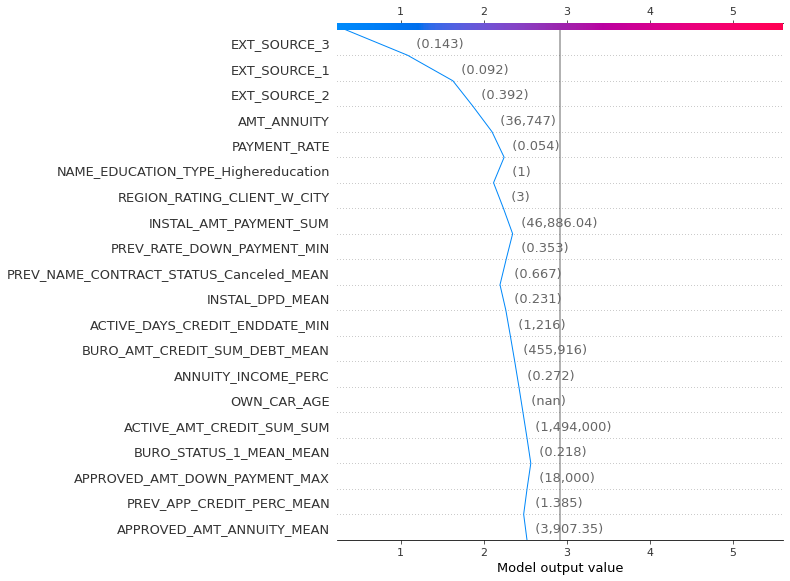 1 2 3 4 5
EXT_SOURCE_3 (0.143)
EXT_SOURCE_1 (0.092)
EXT_SOURCE_2 (0.392)
AMT_ANNUITY (36,747)
PAYMENT_RATE (0.054)
NAME_EDUCATION_TYPE_Highereducation (1)
REGION_RATING_CLIENT_W_CITY (3)
INSTAL_AMT_PAYMENT_SUM (46,886.04)
PREV_RATE_DOWN_PAYMENT_MIN (0.353)
PREV_NAME_CONTRACT_STATUS_Canceled_MEAN (0.667)
INSTAL_DPD_MEAN (0.231)
ACTIVE_DAYS_CREDIT_ENDDATE_MIN (1,216)
BURO_AMT_CREDIT_SUM_DEBT_MEAN (455,916)
ANNUITY_INCOME_PERC (0.272)
OWN_CAR_AGE (nan)
ACTIVE_AMT_CREDIT_SUM_SUM (1,494,000)
BURO_STATUS_1_MEAN_MEAN (0.218)
APPROVED_AMT_DOWN_PAYMENT_MAX (18,000)
PREV_APP_CREDIT_PERC_MEAN (1.385)
APPROVED_AMT_ANNUITY_MEAN (3,907.35)
1 2 3 4 5
Model output value